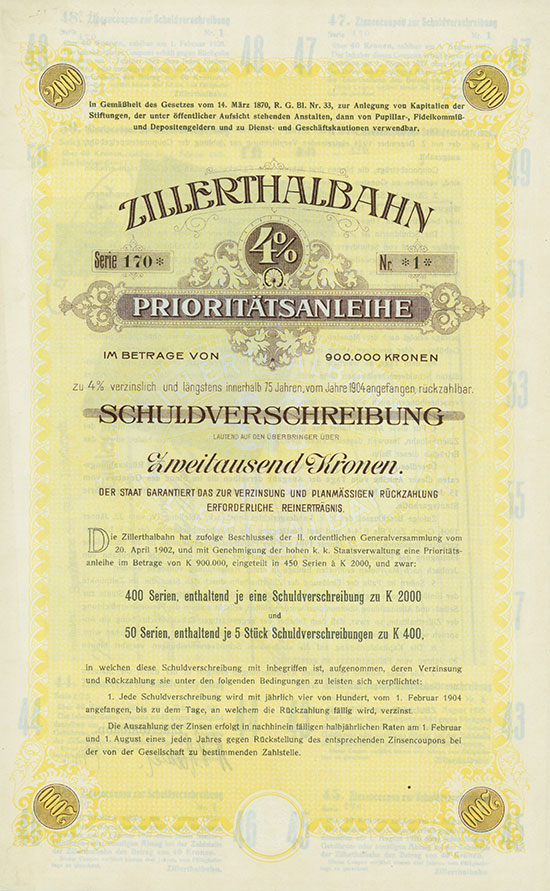 48. Zinsencoupon zur Schuldverschreibung
47. Zinsencoupon zur Schuldverschreibung
2000
2000
In Gemäßheit des Gesetzes vom 14. März 1870, R. G. Bl. Nr. 33, zur Anlegung von Kapitalien der
Stiftungen, der unter öffentlicher Aufsicht stehenden Anstalten, dann von Pupillar-, Fideikommiß-
und Depositengeldern und zu Dienst- und Geschäftskautionen verwendbar.
ZILLERTHALBAHN
4%
Serie 170*
Nr. *1*
PRIORITÄTSANLEIHE
IM BETRAGE VON 900.000 KRONEN
zu 4% verzinslich und längstens innerhalb 75 Jahren, vom Jahre 1904 angefangen, rückzahlbar.
SCHULDVERSCHREIBUNG
LAUTEND AUF DEN ÜBERBRINGER ÜBER
Zweitausend Kronen.
DER STAAT GARANTIERT DAS ZUR VERZINSUNG UND PLANMÄSSIGEN RÜCKZAHLUNG
ERFORDERLICHE REINERTRÄGNIS.
Die Zillerthalbahn hat zufolge Beschlusses der II. ordentlichen Generalversammlung vom
20. April 1902, und mit Genehmigung der hohen k. k. Staatsverwaltung eine Prioritäts-
anleihe im Betrage von K 900.000, eingeteilt in 450 Serien à K 2000, und zwar:
400 Serien, enthaltend je eine Schuldverschreibung zu K 2000
und
50 Serien, enthaltend je 5 Stück Schuldverschreibungen zu K 400,
in welchen diese Schuldverschreibung mit inbegriffen ist, aufgenommen, deren Verzinsung
und Rückzahlung sie unter den folgenden Bedingungen zu leisten sich verpflichtet:
1. Jede Schuldverschreibung wird mit jährlich vier von Hundert, vom 1. Februar 1904
angefangen, bis zu dem Tage, an welchem die Rückzahlung fällig wird, verzinst.
Die Auszahlung der Zinsen erfolgt in nachhinein fälligen halbjährlichen Raten am 1. Februar
und 1. August eines jeden Jahres gegen Rückstellung des entsprechenden Zinsencoupons bei
der von der Gesellschaft zu bestimmenden Zahlstelle.
2000
2000